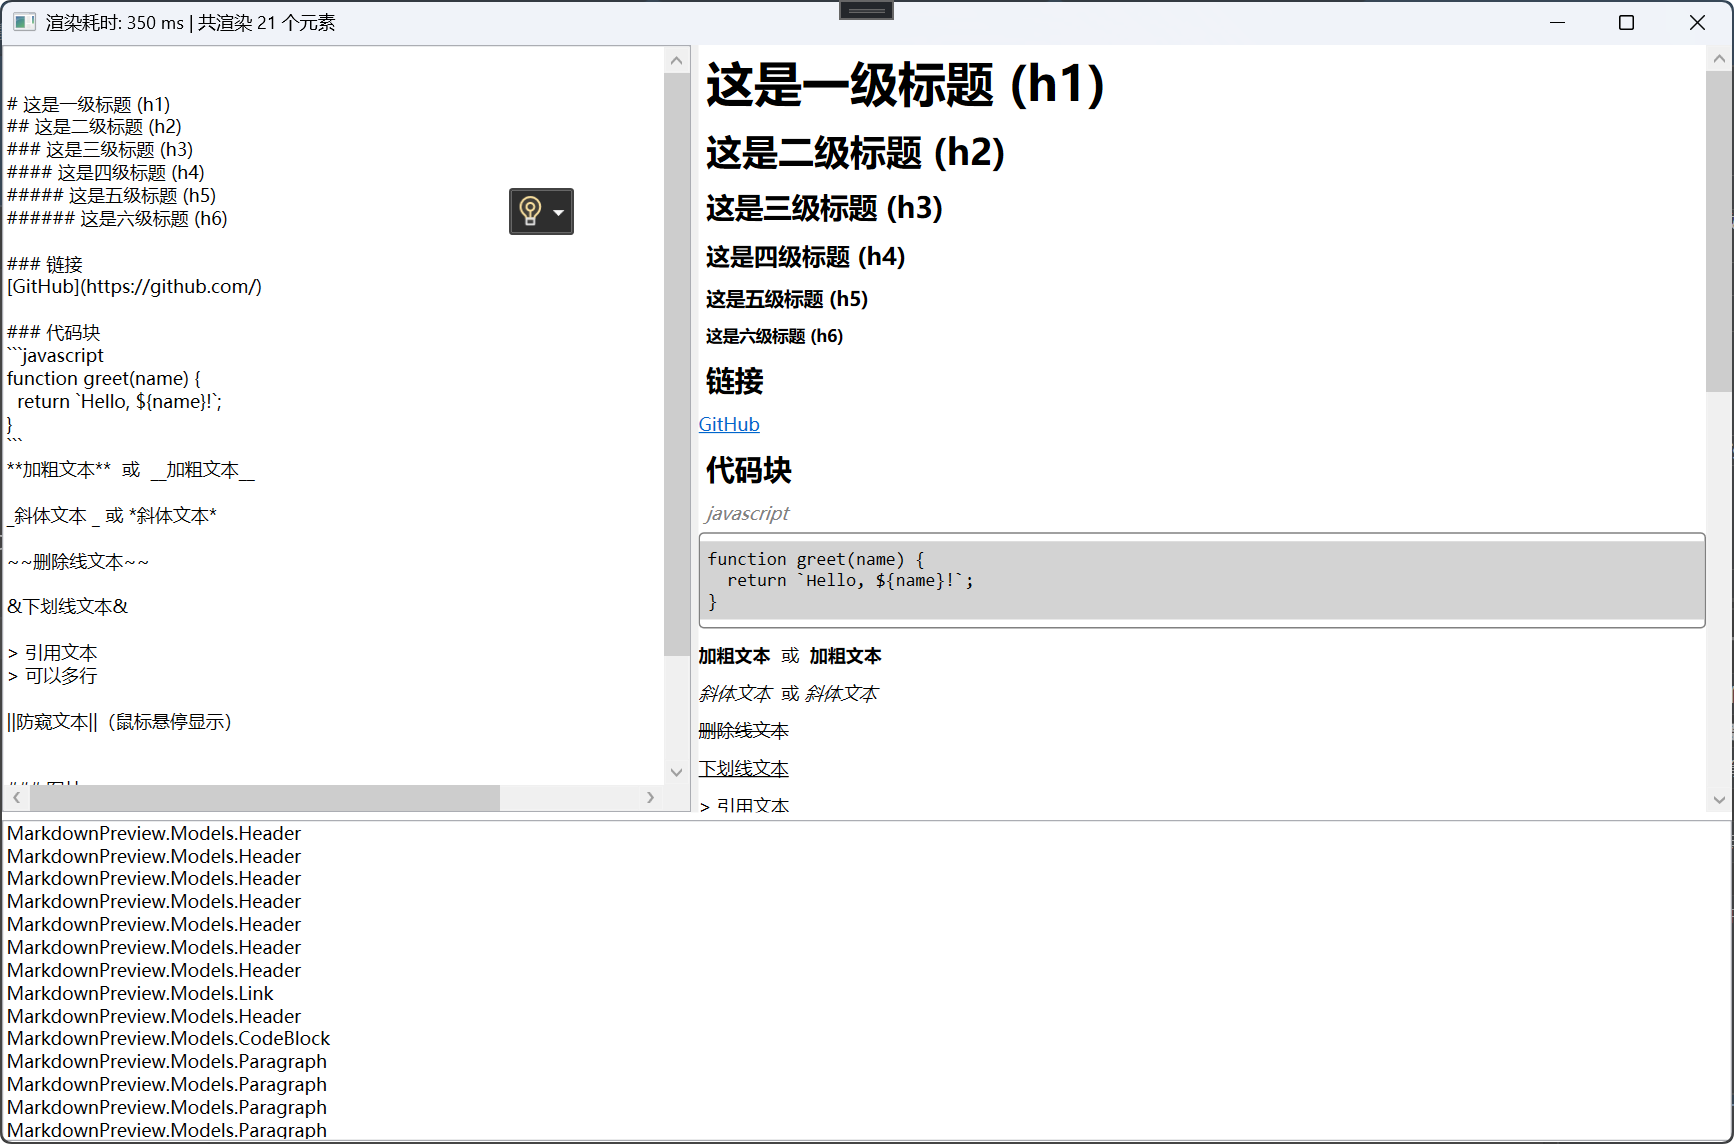 渲染耗时: 350 ms | 共渲染 21 个元素
# 这是一级标题 (h1)
## 这是二级标题 (h2)
### 这是三级标题 (h3)
#### 这是四级标题 (h4)
##### 这是五级标题 (h5)
###### 这是六级标题 (h6)
### 链接
[GitHub](https://github.com/)
### 代码块
```javascript
function greet(name) {
  return `Hello, ${name}!`;
}
```
**加粗文本**  或  __加粗文本__
_斜体文本 _ 或 *斜体文本*
~~删除线文本~~
&下划线文本&
> 引用文本
> 可以多行
||防窥文本||（鼠标悬停显示）
这是一级标题 (h1)
这是二级标题 (h2)
这是三级标题 (h3)
这是四级标题 (h4)
这是五级标题 (h5)
这是六级标题 (h6)
链接
GitHub
代码块
javascript
function greet(name) {
  return `Hello, ${name}!`;
}
加粗文本  或  加粗文本
斜体文本  或 斜体文本
删除线文本
下划线文本
> 引用文本
MarkdownPreview.Models.Header
MarkdownPreview.Models.Header
MarkdownPreview.Models.Header
MarkdownPreview.Models.Header
MarkdownPreview.Models.Header
MarkdownPreview.Models.Header
MarkdownPreview.Models.Header
MarkdownPreview.Models.Link
MarkdownPreview.Models.Header
MarkdownPreview.Models.CodeBlock
MarkdownPreview.Models.Paragraph
MarkdownPreview.Models.Paragraph
MarkdownPreview.Models.Paragraph
MarkdownPreview.Models.Paragraph